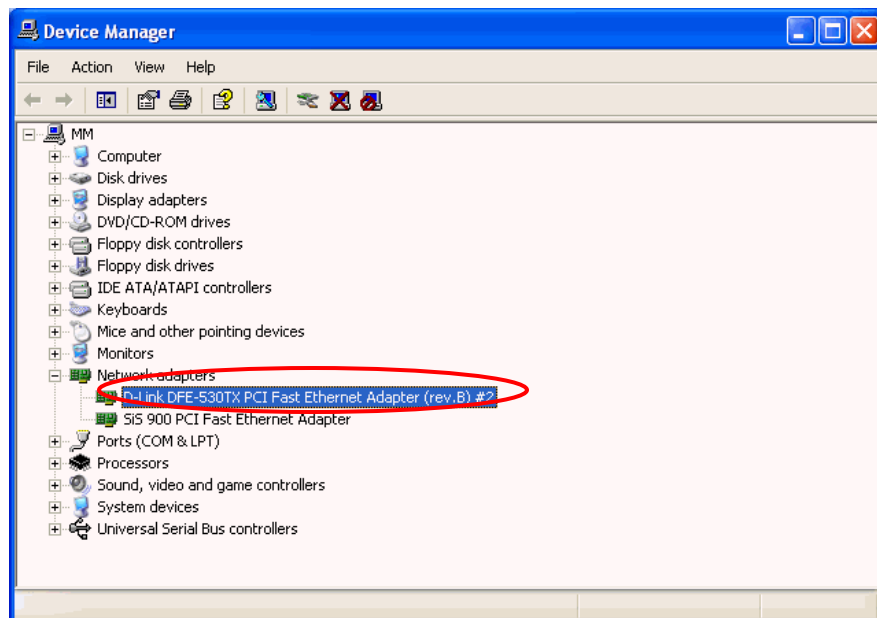 Device Manager
File Action View Help
MM
Computer
Disk drives
Display adapters
DVD/CD-ROM drives
Floppy disk controllers
Floppy disk drives
IDE ATA/ATAPI controllers
Keyboards
Mice and other pointing devices
Monitors
Network adapters
D-Link DFE-530TX PCI Fast Ethernet Adapter (rev.B) #2
SiS 900 PCI Fast Ethernet Adapter
Ports (COM & LPT)
Processors
Sound, video and game controllers
System devices
Universal Serial Bus controllers